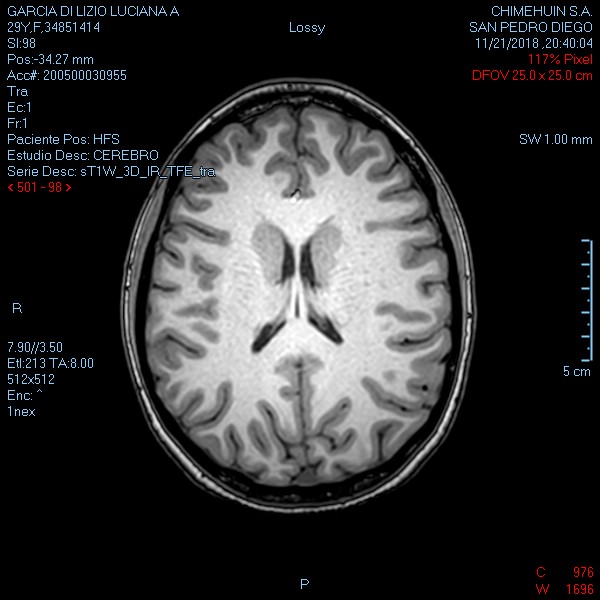 GARCIA DI LIZIO LUCIANA A
29Y,F,34851414
Sl:98
Pos:-34.27 mm
Acc#: 200500030955
Tra
Ec:1
Fr:1
Paciente Pos: HFS
Estudio Desc: CEREBRO
Serie Desc: sT1W_3D_IR_TFE_tra
< 501 - 98 >
Lossy
CHIMEHUIN S.A.
SAN PEDRO DIEGO
11/21/2018 ,20:40:04
117% Pixel
DFOV 25.0 x 25.0 cm
SW 1.00 mm
R
5 cm
7.90//3.50
Etl:213 TA:8.00
512x512
Enc: ^
1nex
P
C 976
W 1696